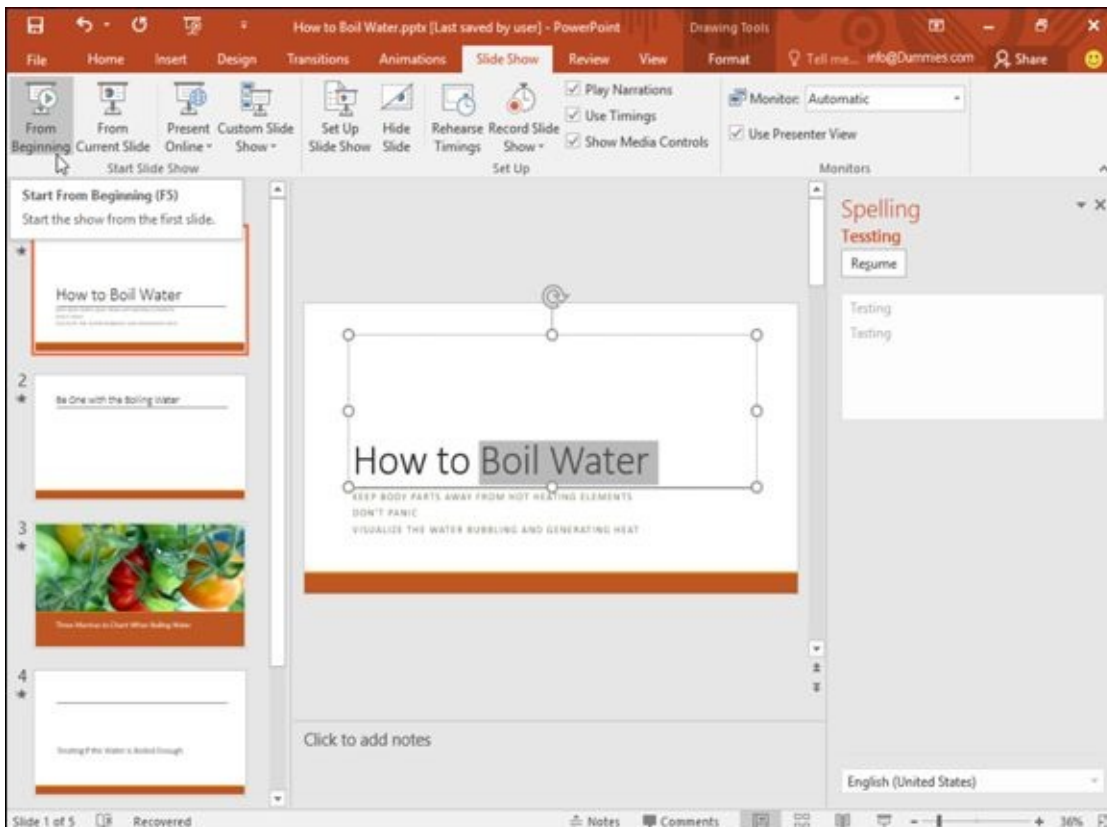 How to Boil Water.pptx [Last saved by user] - PowerPoint
Drawing Tools
File Home Insert Design Transitions Animations Slide Show Review View Format Tell me... info@Dummies.com Share
From Beginning
From Current Slide
Present Online
Custom Slide Show
Set Up Slide Show
Hide Slide
Rehearse Timings
Record Slide Show
Play Narrations
Use Timings
Show Media Controls
Monitor: Automatic
Use Presenter View
Start Slide Show
Set Up
Monitors
Start From Beginning (F5)
Start the show from the first slide.
How to Boil Water
2
Be One with the Boiling Water
3
4
How to Boil Water
KEEP BODY PARTS AWAY FROM HOT HEATING ELEMENTS
DON'T PANIC
VISUALIZE THE WATER BUBBLING AND GENERATING HEAT
Click to add notes
Spelling
Tessting
Resume
Testing
Tasting
English (United States)
Slide 1 of 5 Recovered Notes Comments 36%